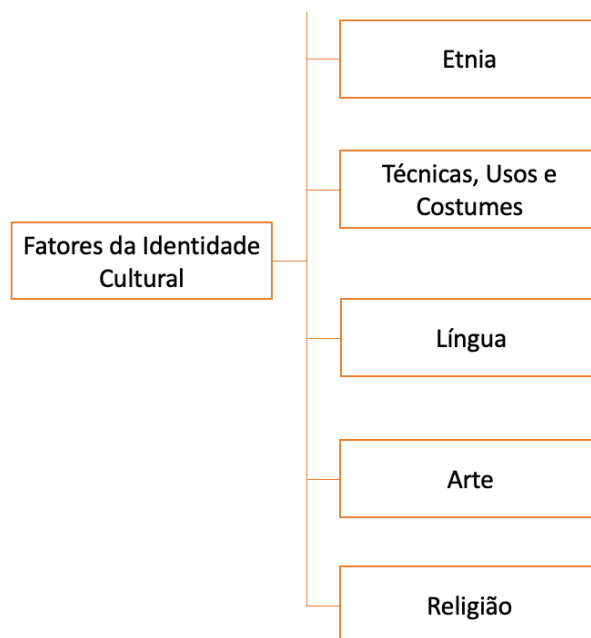 Etnia
Técnicas, Usos e
Costumes
Fatores da Identidade
Cultural
Língua
Arte
Religião